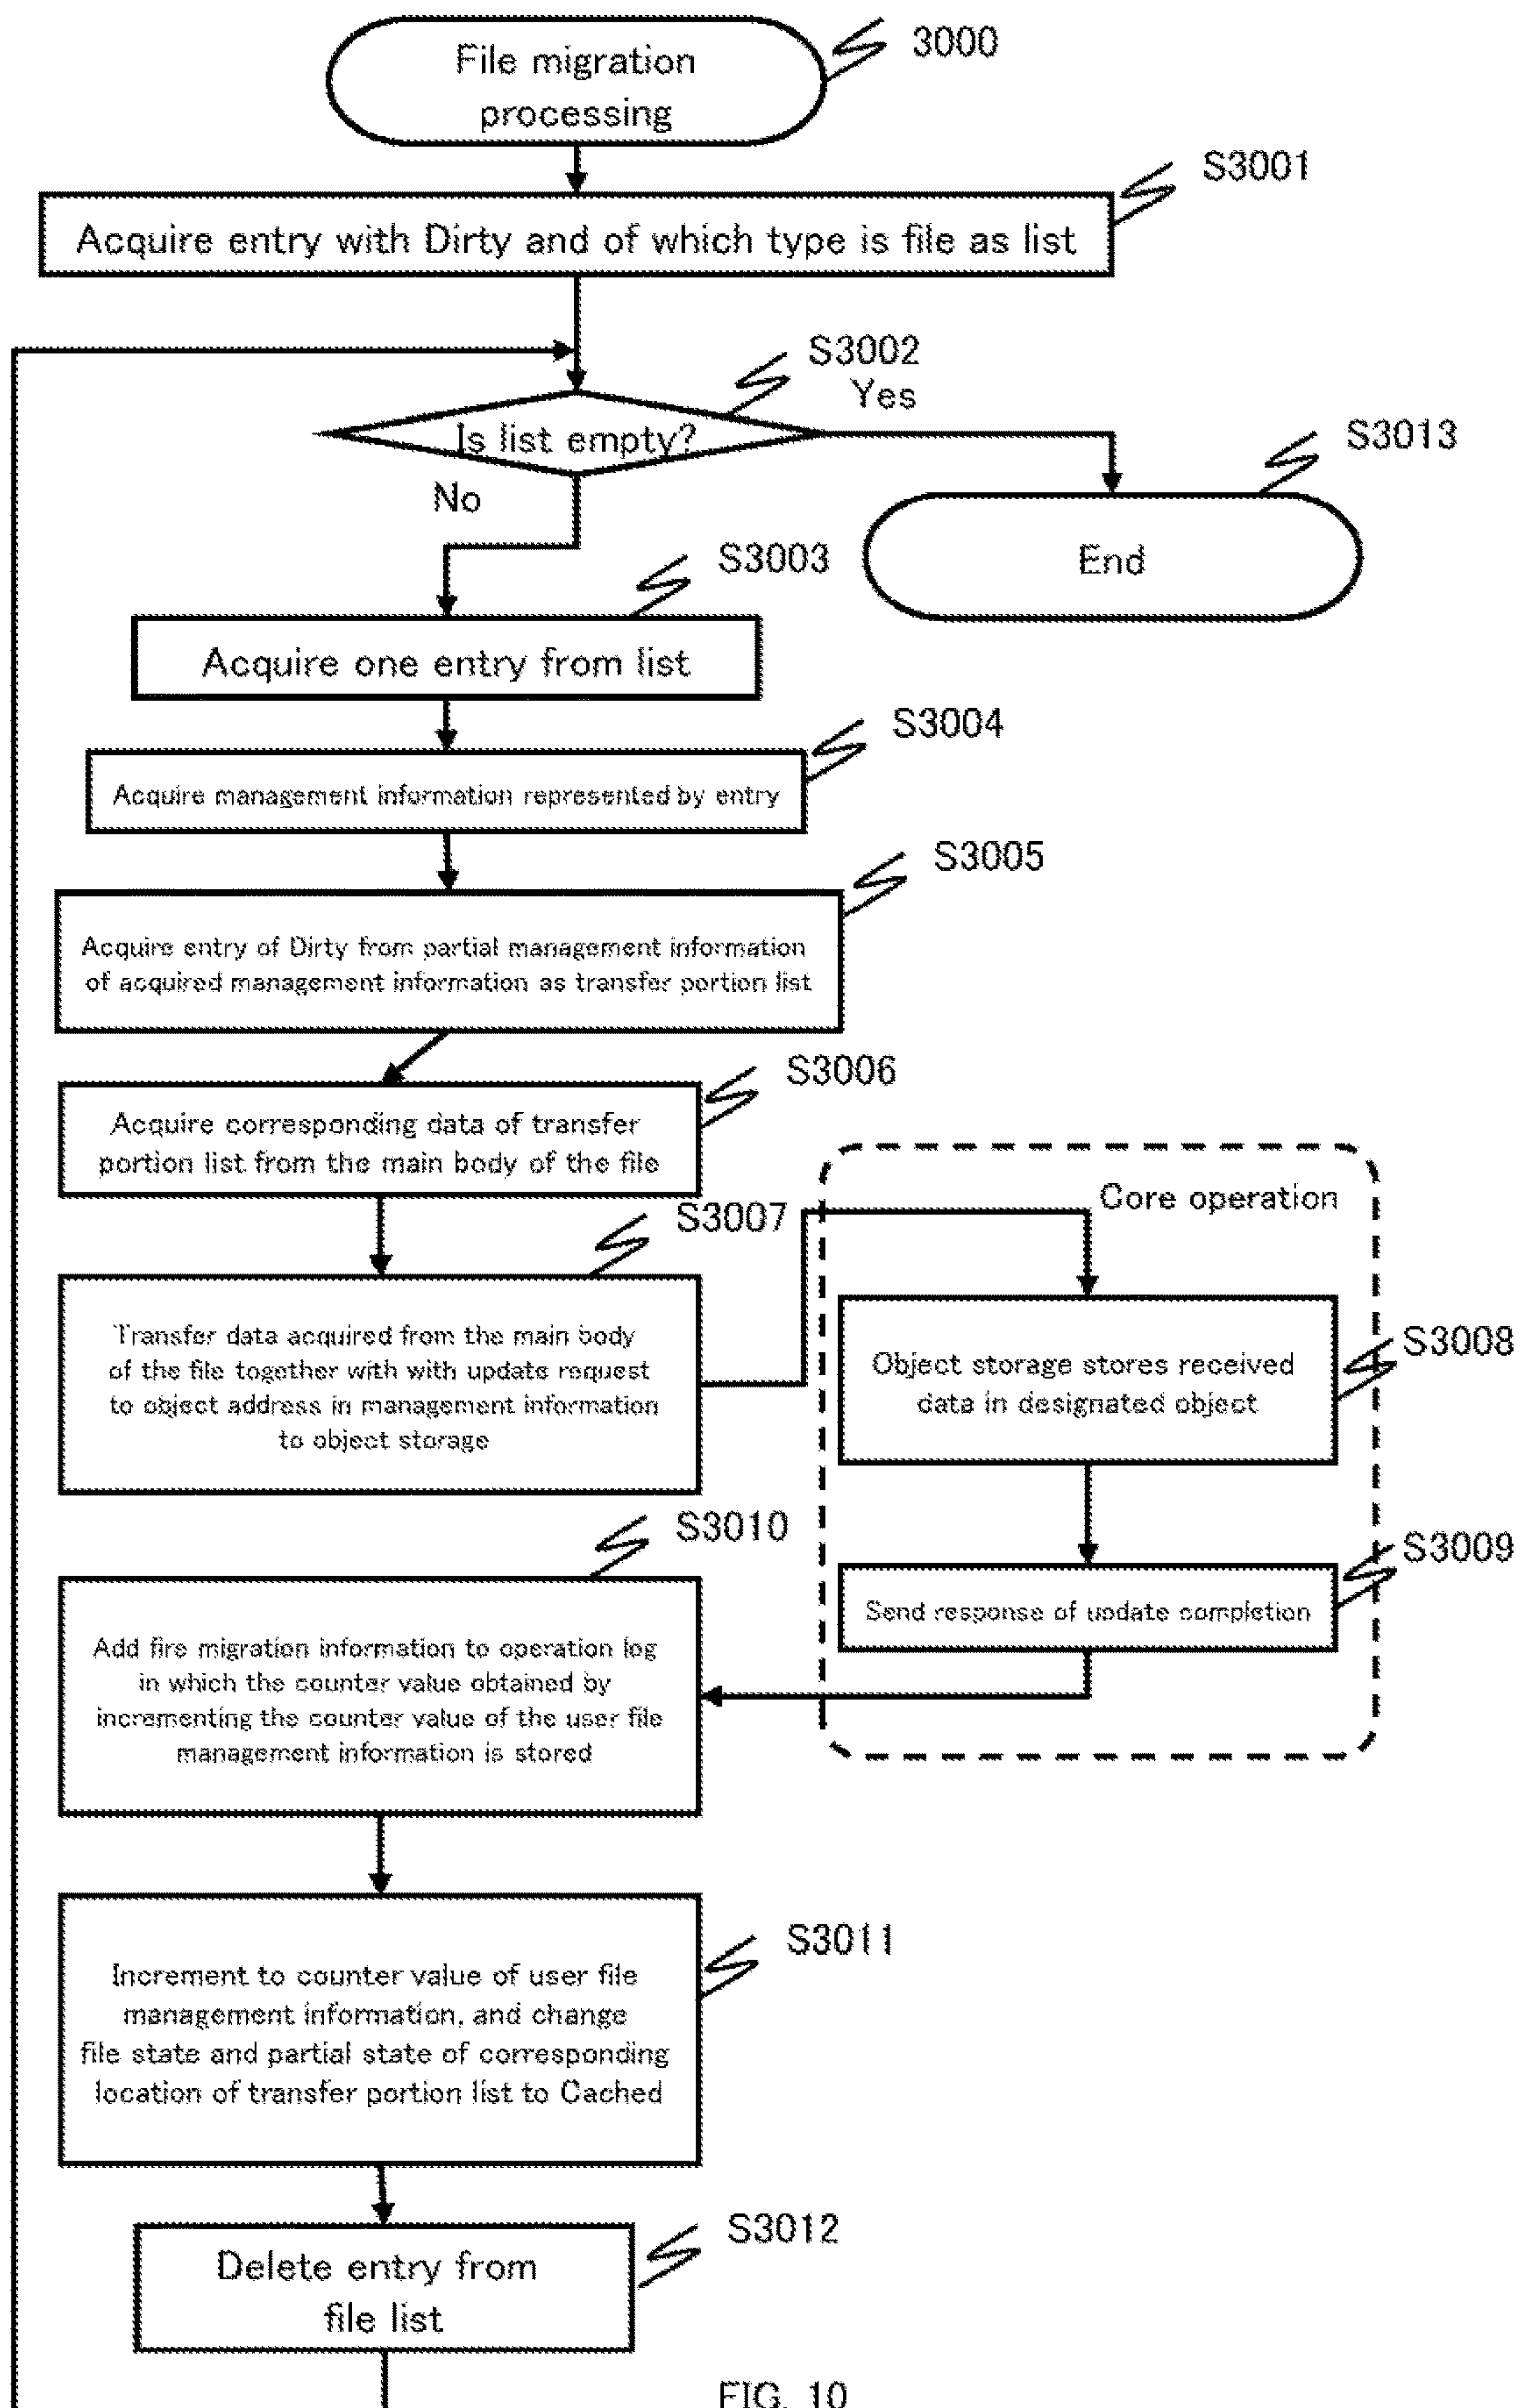 File migration
processing
3000
S3001
Acquire entry with Dirty and of which type is file as list
S3002
Yes
Is list empty?
No
S3013
End
S3003
Acquire one entry from list
S3004
Acquire management information represented by entry
S3005
Acquire entry of Dirty from partial management information
of acquired management information as transfer portion list
S3006
Acquire corresponding data of transfer
portion list from the main body of the file
S3007
Transfer data acquired from the main body
of the file together with with update request
to object address in management information
to object storage
Core operation
S3008
Object storage stores received
data in designated object
S3009
Send response of update completion
S3010
Add fire migration information to operation log
in which the counter value obtained by
incrementing the counter value of the user file
management information is stored
S3011
Increment to counter value of user file
management information, and change
file state and partial state of corresponding
location of transfer portion list to Cached
S3012
Delete entry from
file list
FIG. 10